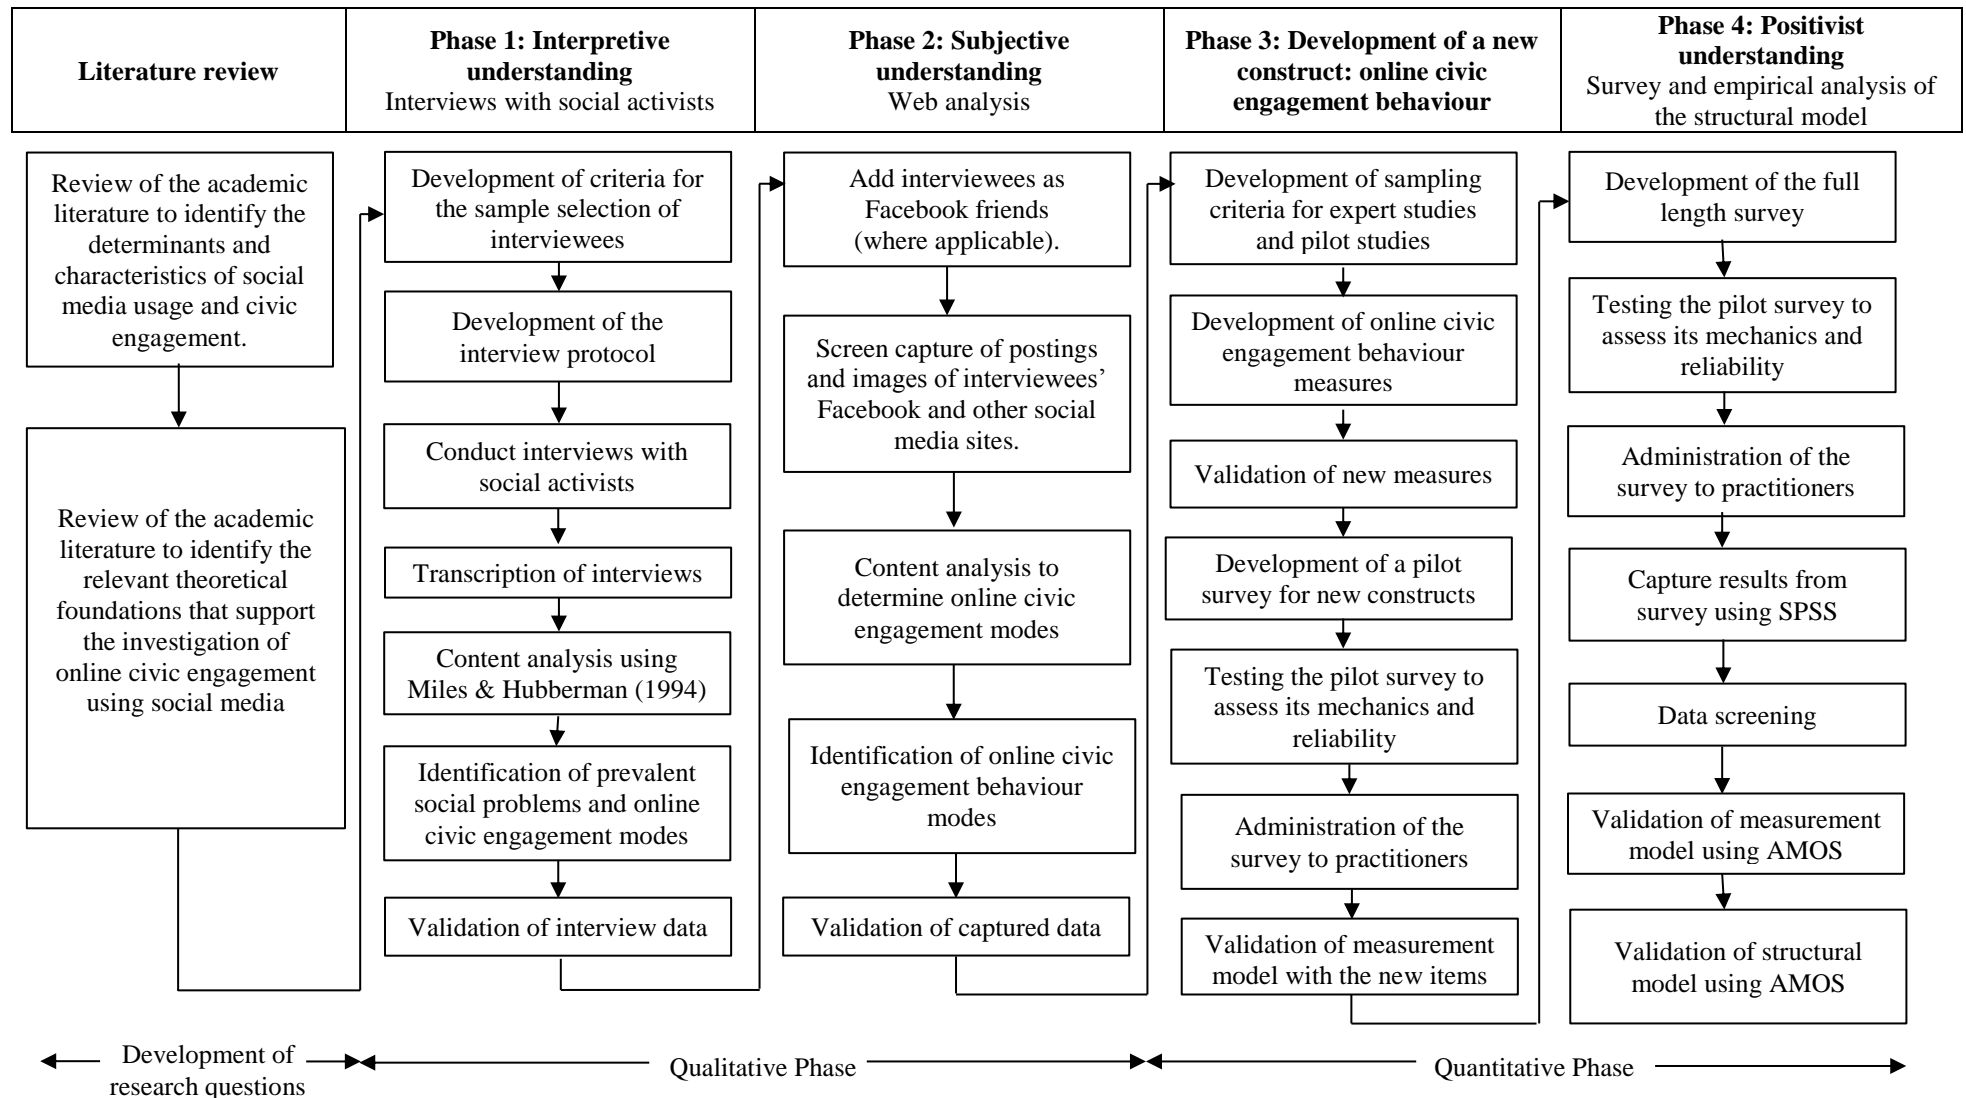 Literature review
Phase 1: Interpretive
understanding
Interviews with social activists
Phase 2: Subjective
understanding
Web analysis
Phase 3: Development of a new
construct: online civic
engagement behaviour
Phase 4: Positivist
understanding
Survey and empirical analysis of
the structural model
Review of the academic
literature to identify the
determinants and
characteristics of social
media usage and civic
engagement.
Review of the academic
literature to identify the
relevant theoretical
foundations that support
the investigation of
online civic engagement
using social media
Development of criteria for
the sample selection of
interviewees
Development of the
interview protocol
Conduct interviews with
social activists
Transcription of interviews
Content analysis using
Miles & Hubberman (1994)
Identification of prevalent
social problems and online
civic engagement modes
Validation of interview data
Add interviewees as
Facebook friends
(where applicable).
Screen capture of postings
and images of interviewees’
Facebook and other social
media sites.
Content analysis to
determine online civic
engagement modes
Identification of online civic
engagement behaviour
modes
Validation of captured data
Development of sampling
criteria for expert studies
and pilot studies
Development of online civic
engagement behaviour
measures
Validation of new measures
Development of a pilot
survey for new constructs
Testing the pilot survey to
assess its mechanics and
reliability
Administration of the
survey to practitioners
Validation of measurement
model with the new items
Development of the full
length survey
Testing the pilot survey to
assess its mechanics and
reliability
Administration of the
survey to practitioners
Capture results from
survey using SPSS
Data screening
Validation of measurement
model using AMOS
Validation of structural
model using AMOS
Development of
research questions
Qualitative Phase
Quantitative Phase